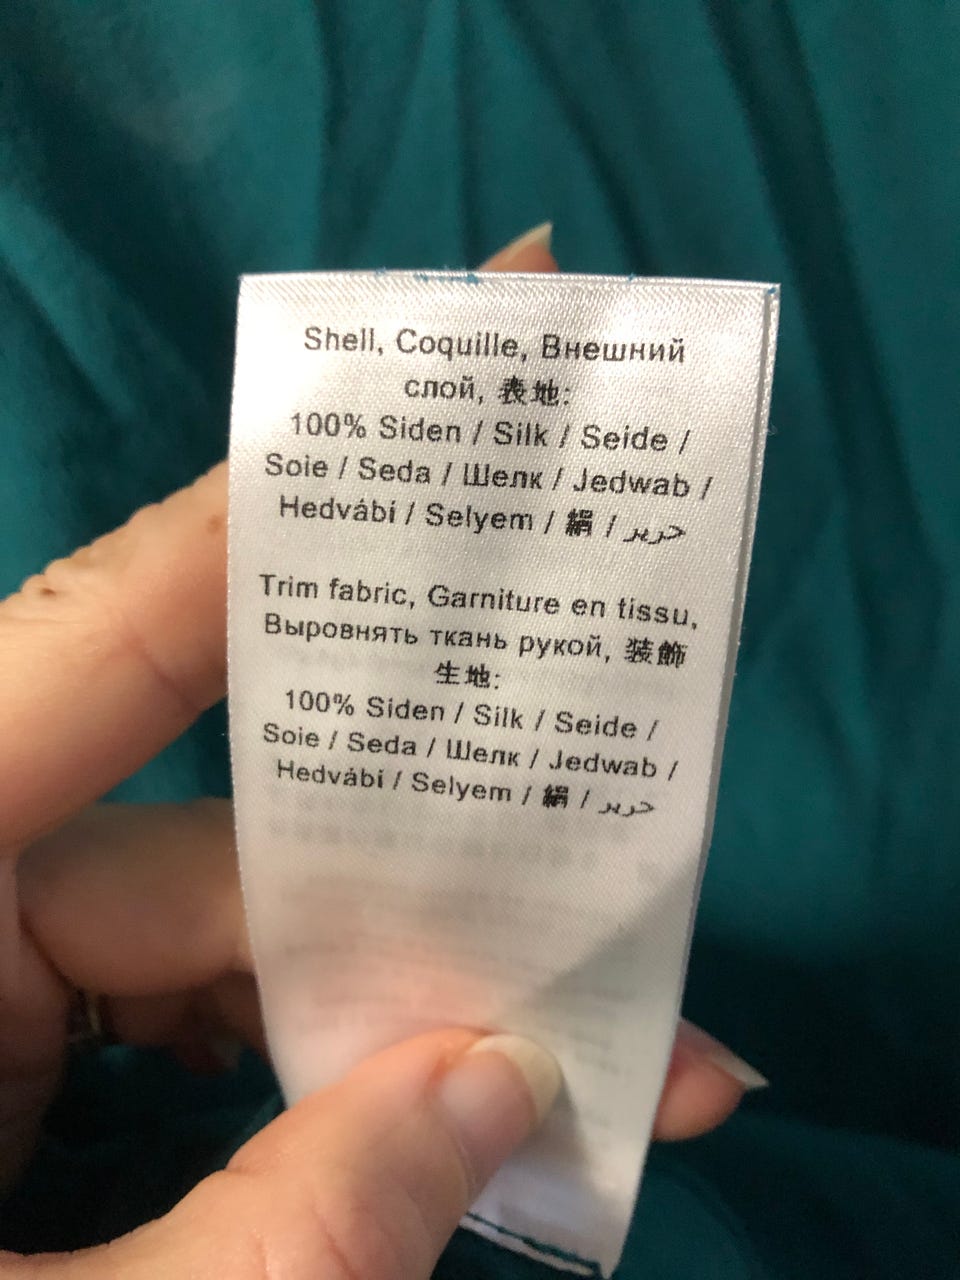 Shell, Coquille, Внешний
слой, 表地:
100% Siden / Silk / Seide /
Soie / Seda / Шелк / Jedwab /
Hedvábí / Selyem / 絹 / حرير
Trim fabric, Garniture en tissu,
Выровнять ткань рукой, 装飾
生地:
100% Siden / Silk / Seide /
Soie / Seda / Шелк / Jedwab /
Hedvábí / Selyem / 絹 / حرير